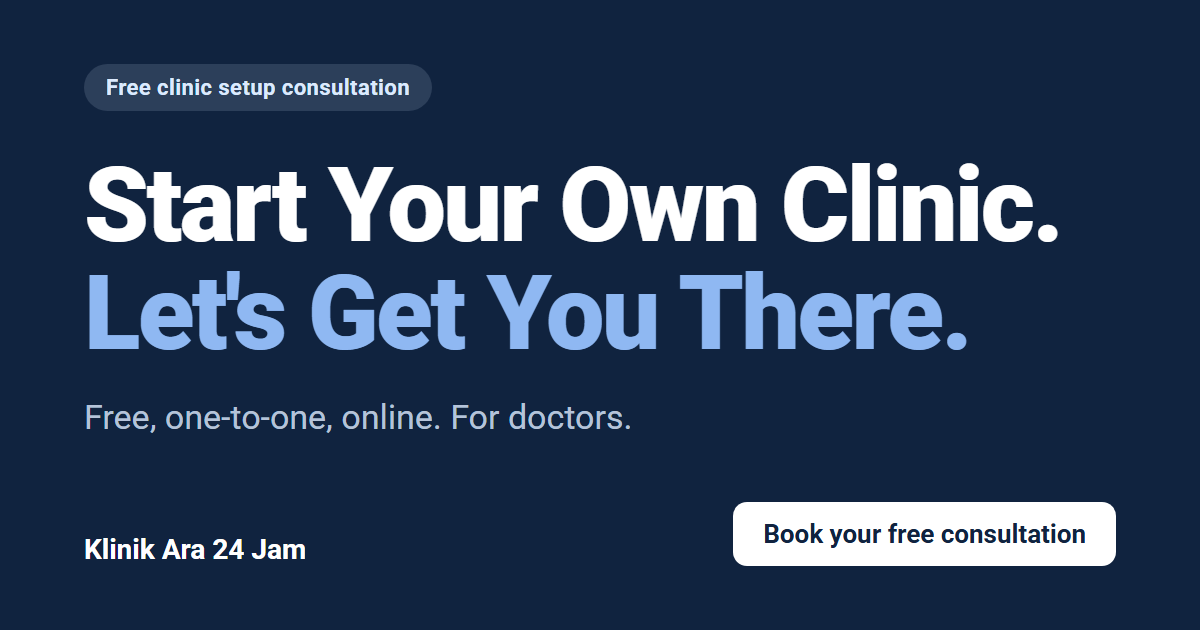 Free clinic setup consultation
Start Your Own Clinic.
Let's Get You There.
Free, one-to-one, online. For doctors.
Klinik Ara 24 Jam
Book your free consultation